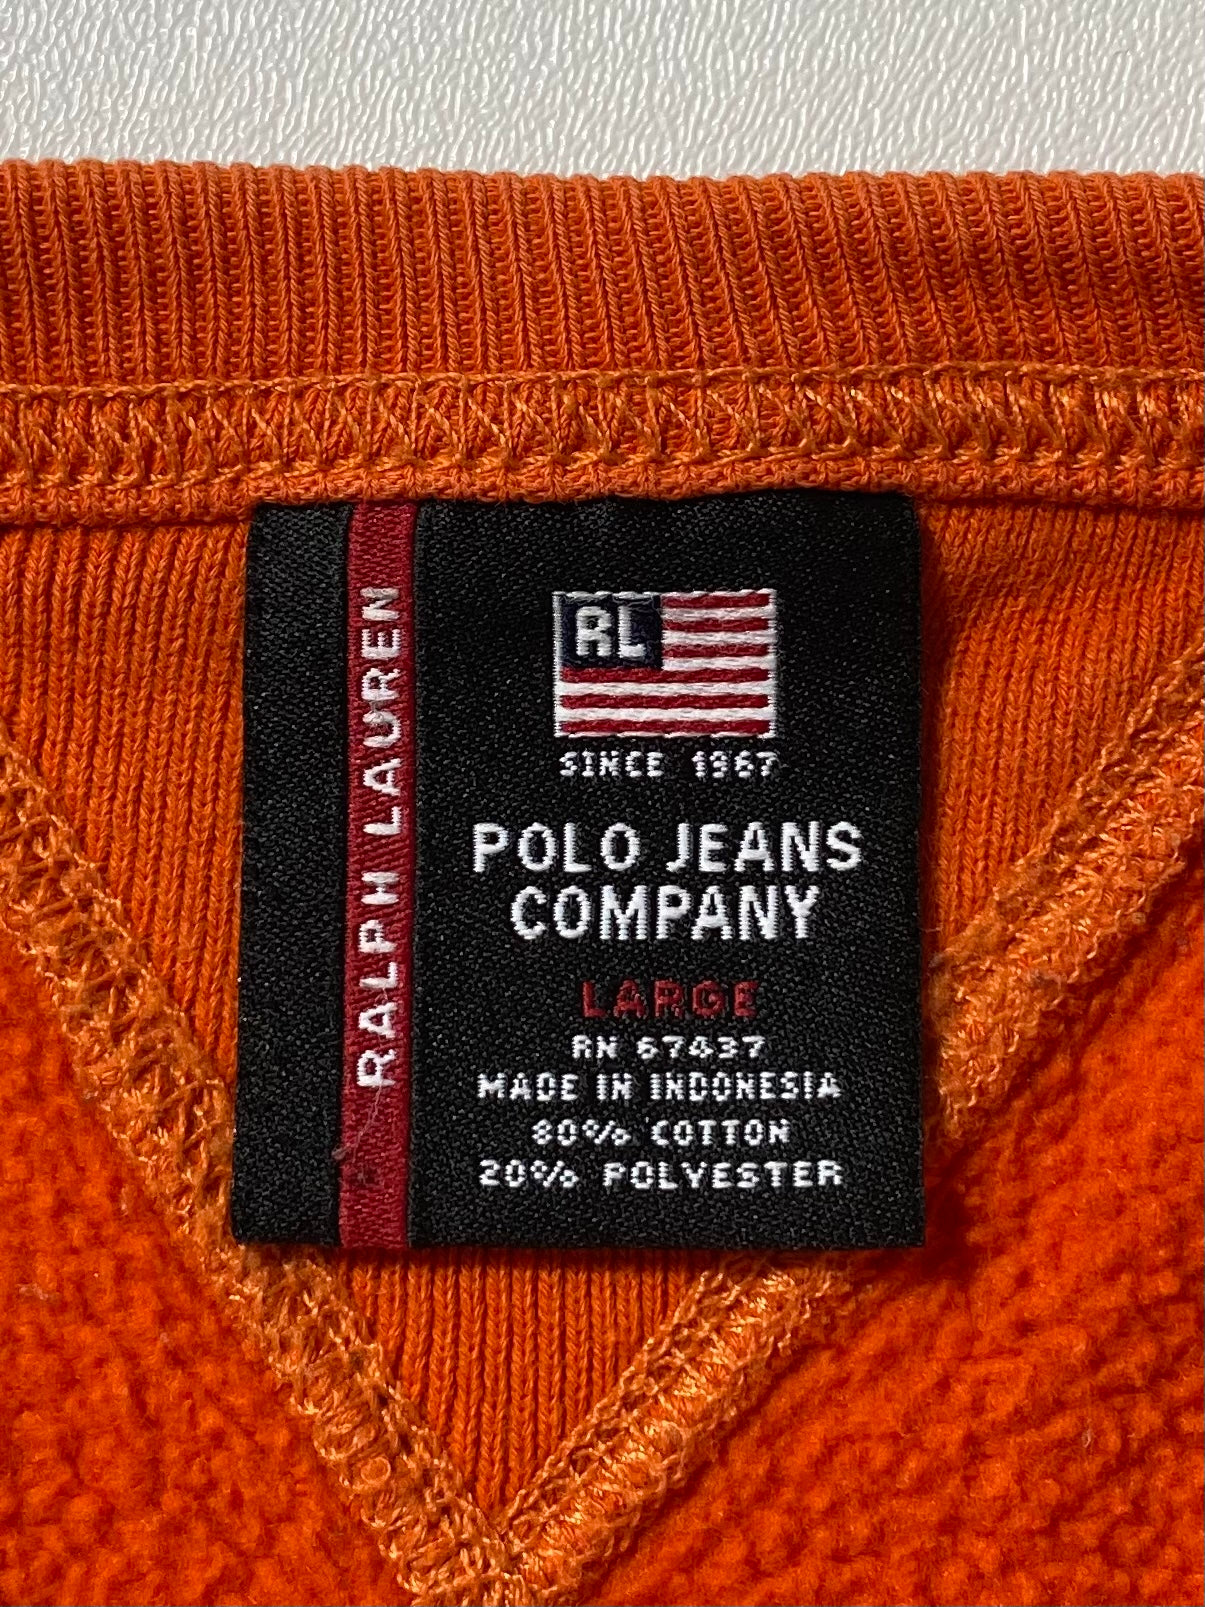 RALPH LAUREN
RL
SINCE 1967
POLO JEANS
COMPANY
LARGE
RN 67437
MADE IN INDONESIA
80% COTTON
20% POLYESTER